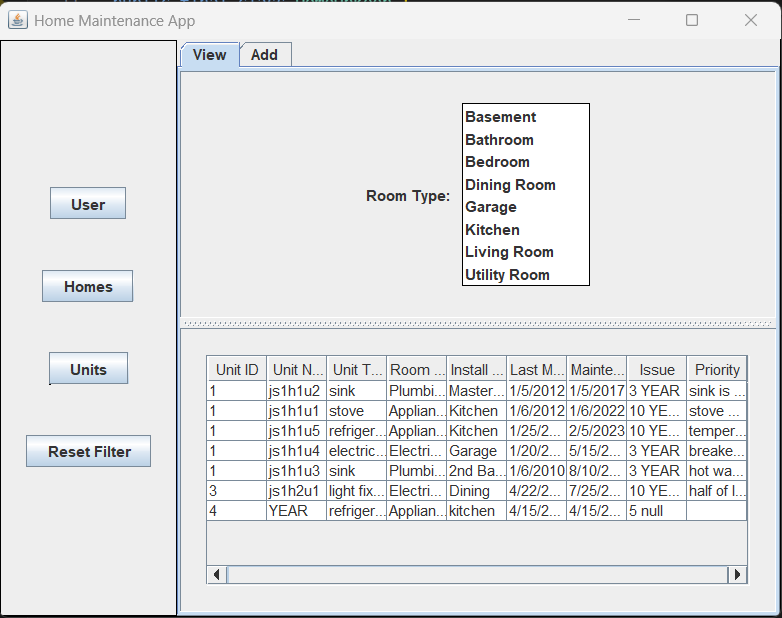 Home Maintenance App
View Add
Basement
Bathroom
Bedroom
Dining Room
Garage
Kitchen
Living Room
Utility Room
Room Type:
User
Homes
Units
Reset Filter
Unit ID Unit N... Unit T... Room ... Install ... Last M... Mainte... Issue Priority
1 js1h1u2 sink Plumbi... Master... 1/5/2012 1/5/2017 3 YEAR sink is ...
1 js1h1u1 stove Applian... Kitchen 1/6/2012 1/6/2022 10 YE... stove ...
1 js1h1u5 refriger... Applian... Kitchen 1/25/2... 2/5/2023 10 YE... temper...
1 js1h1u4 electric... Electri... Garage 1/20/2... 5/15/2... 3 YEAR breake...
1 js1h1u3 sink Plumbi... 2nd Ba... 1/6/2010 8/10/2... 3 YEAR hot wa...
3 js1h2u1 light fix... Electri... Dining 4/22/2... 7/25/2... 10 YE... half of l...
4 YEAR refriger... Applian... kitchen 4/15/2... 4/15/2... 5 null